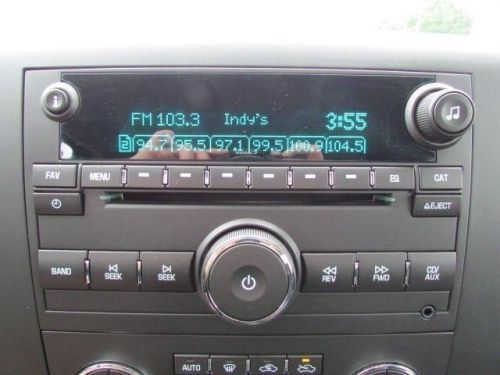 FM 103.3 Indy's 3:55
2 94.7 95.5 97.1 99.5 100.9 104.5
FAV MENU EQ CAT
EJECT
BAND SEEK SEEK REV FWD CD/AUX
AUTO